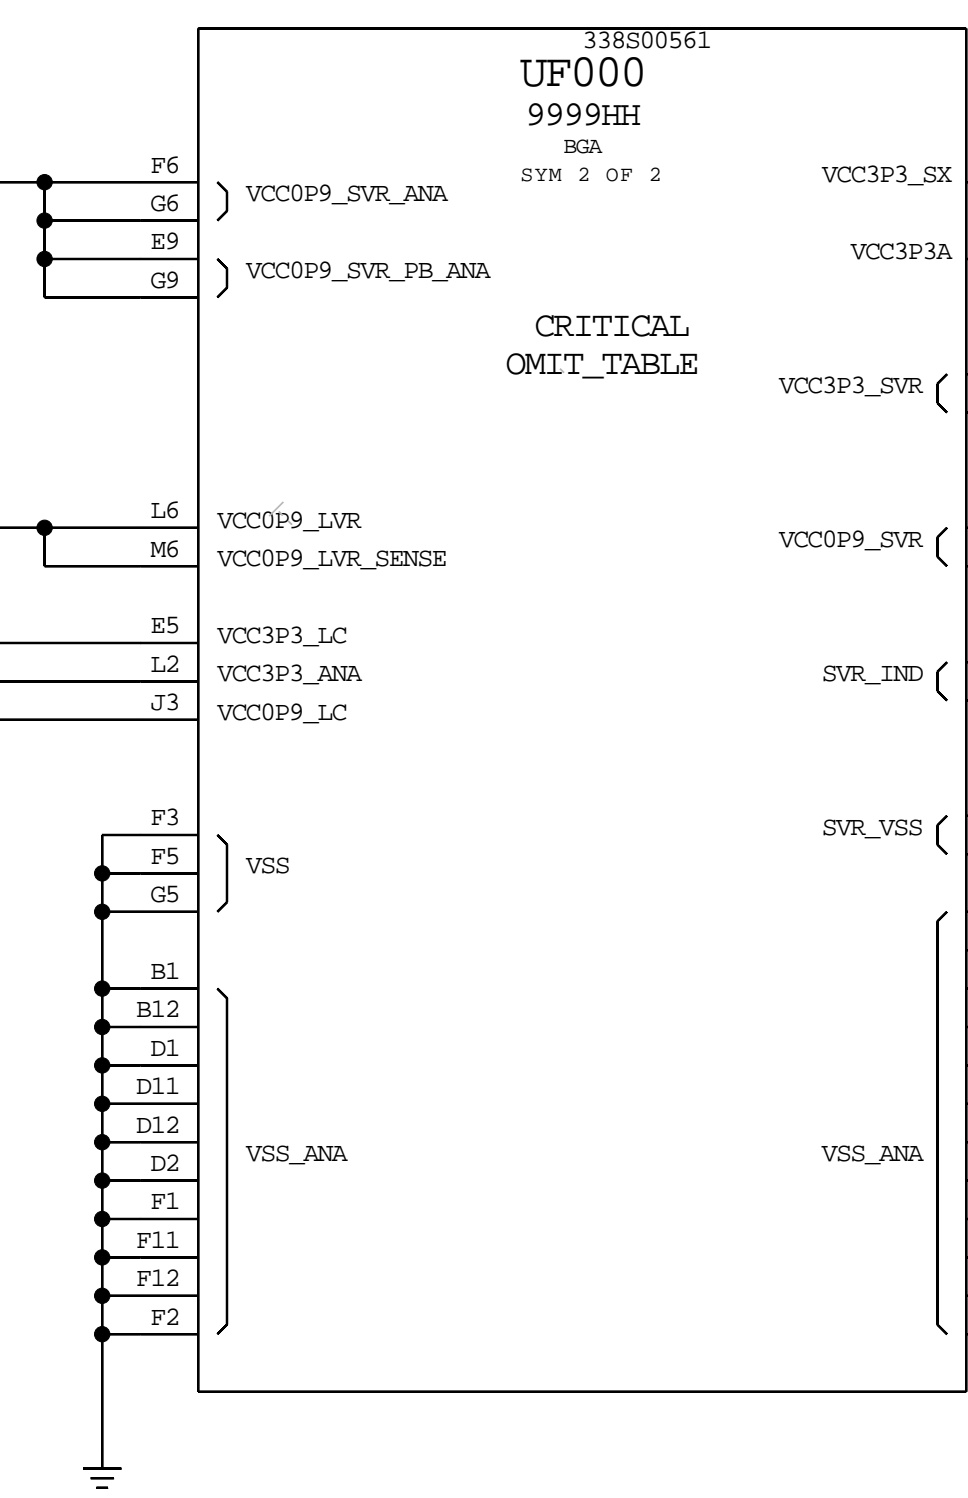 338S00561
UF000
9999HH
BGA
SYM 2 OF 2
F6
VCC3P3_SX
VCC0P9_SVR_ANA
G6
E9
VCC3P3A
VCC0P9_SVR_PB_ANA
G9
CRITICAL
OMIT_TABLE
VCC3P3_SVR
L6
VCC0P9_LVR
VCC0P9_SVR
M6
VCC0P9_LVR_SENSE
E5
VCC3P3_LC
L2
VCC3P3_ANA
SVR_IND
J3
VCC0P9_LC
F3
SVR_VSS
F5
VSS
G5
B1
B12
D1
D11
D12
VSS_ANA
VSS_ANA
D2
F1
F11
F12
F2